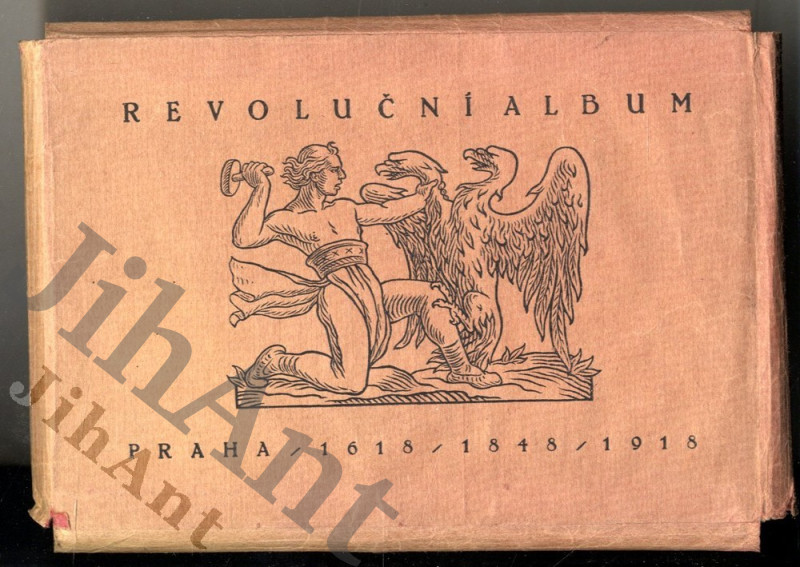 REVOLUČNÍ ALBUM
PRAHA / 1618 / 1848 / 1918
JihAnt
JihAnt